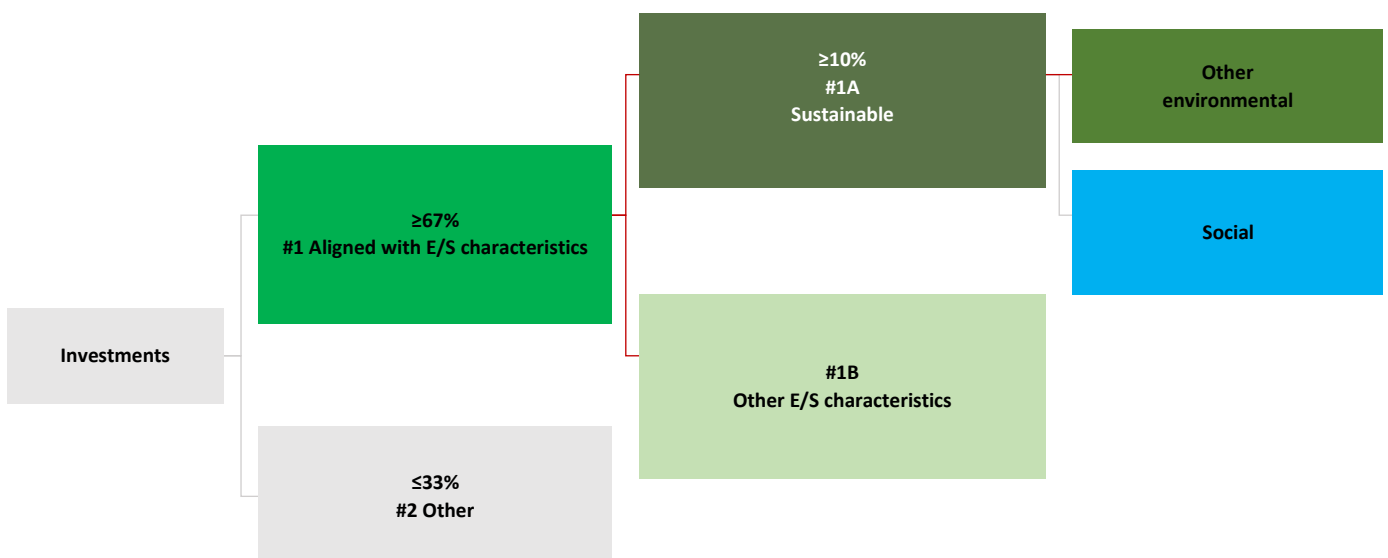 Investments
≥67%
#1 Aligned with E/S characteristics
≤33%
#2 Other
≥10%
#1A
Sustainable
#1B
Other E/S characteristics
Other
environmental
Social